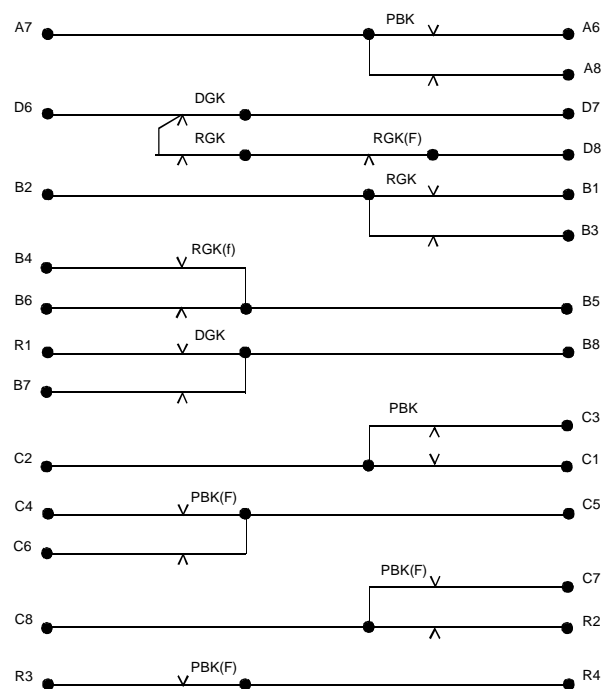 A7 PBK A6
A8
D6 DGK D7
RGK RGK(F) D8
B2 RGK B1
B3
B4 RGK(f)
B6 B5
R1 DGK B8
B7
PBK C3
C2 C1
C4 PBK(F) C5
C6
PBK(F) C7
C8 R2
R3 PBK(F) R4